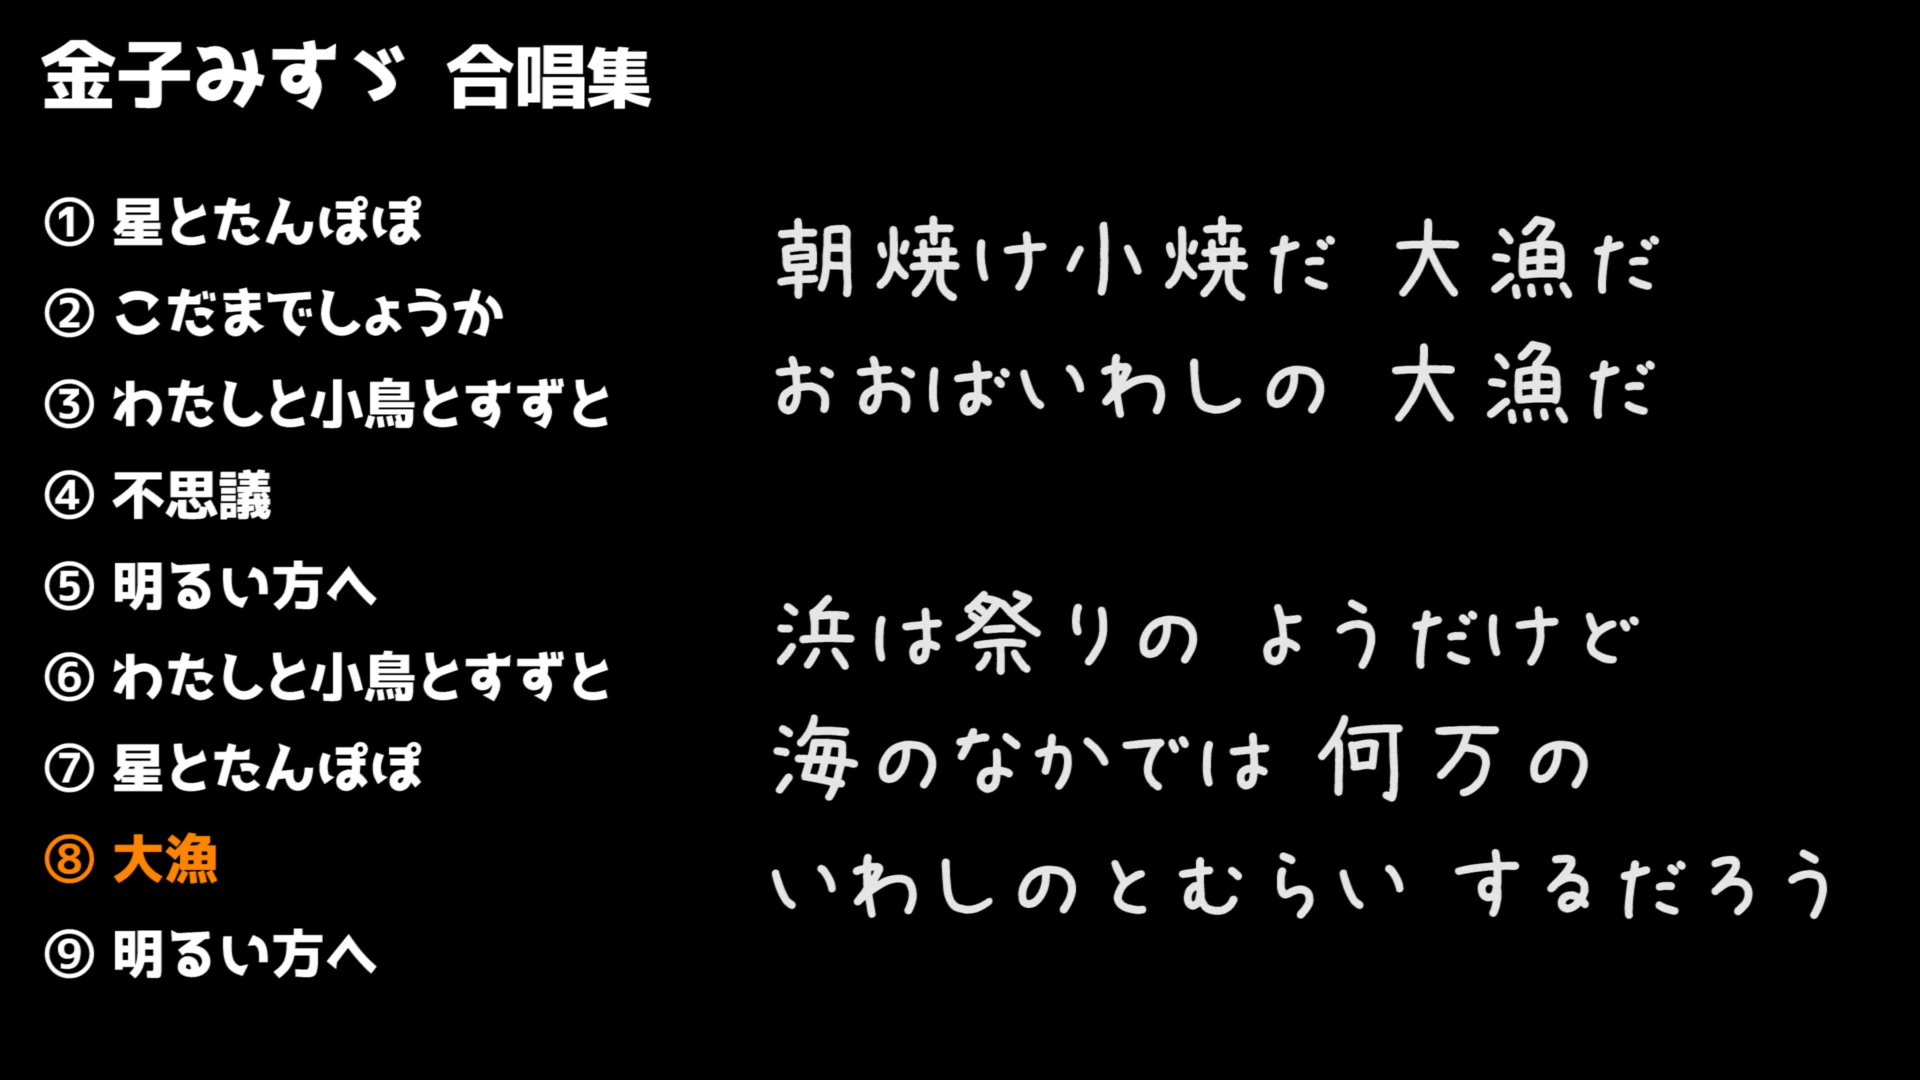 金子みすゞ 合唱集
① 星とたんぽぽ
② こだまでしょうか
③ わたしと小鳥とすずと
④ 不思議
⑤ 明るい方へ
⑥ わたしと小鳥とすずと
⑦ 星とたんぽぽ
⑧ 大漁
⑨ 明るい方へ
朝焼け小焼だ 大漁だ
おおばいわしの 大漁だ
浜は祭りの ようだけど
海のなかでは 何万の
いわしのとむらい するだろう